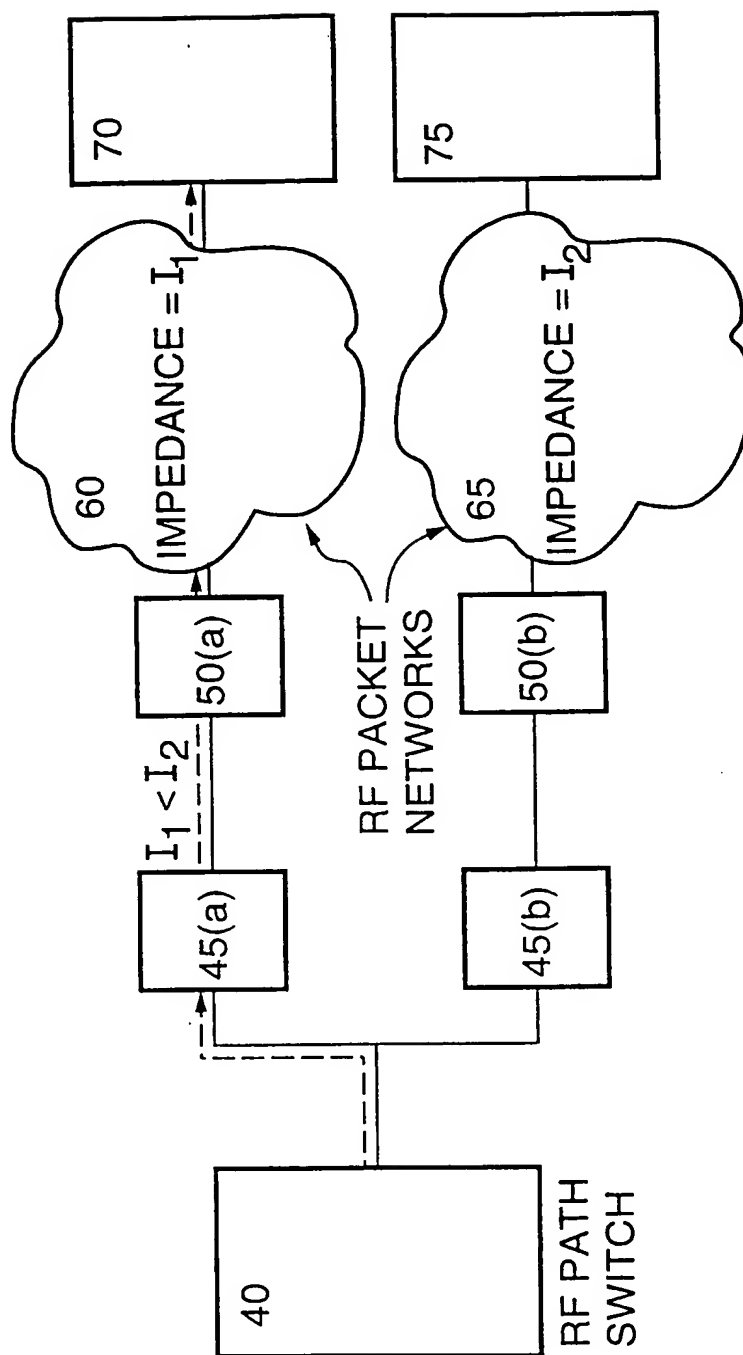 70
75
IMPEDANCE = I₁
60
IMPEDANCE = I₂
65
50(a)
50(b)
RF PACKET
NETWORKS
I₁ < I₂
45(a)
45(b)
40
RF PATH
SWITCH